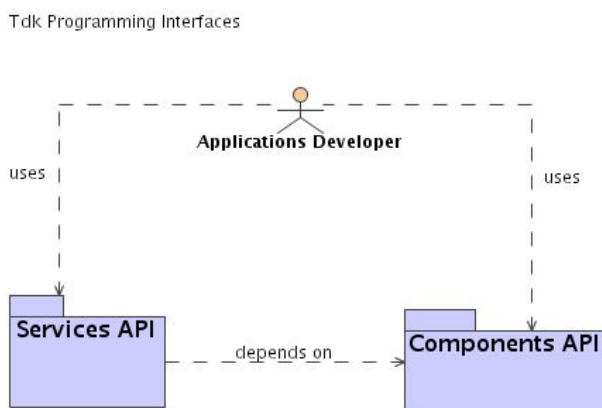 Tdk Programming Interfaces
Applications Developer
uses
uses
Services API
Components API
depends on